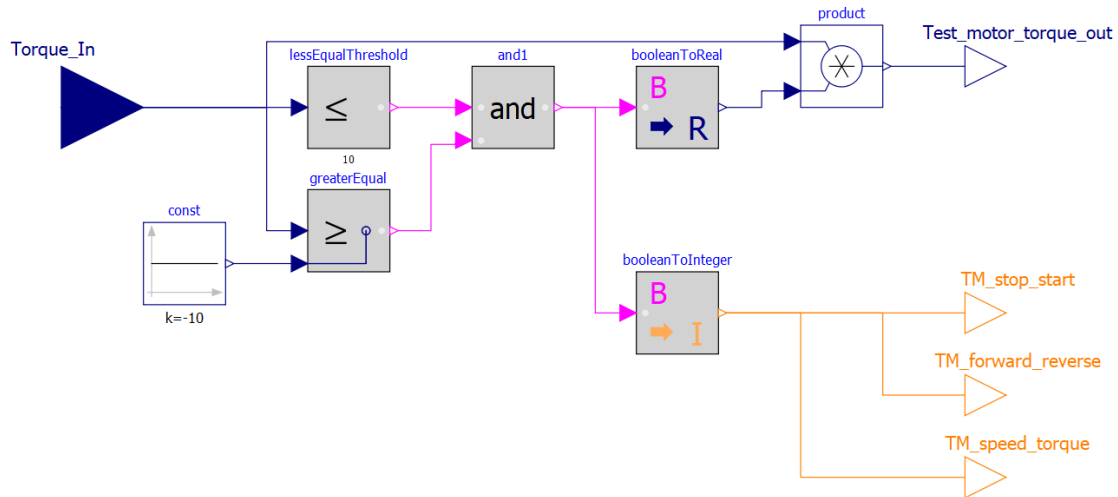 product
Torque_In
Test_motor_torque_out
lessEqualThreshold
and1
booleanToReal
≤
and
B
R
10
greaterEqual
const
≥
k=-10
booleanToInteger
B
I
TM_stop_start
TM_forward_reverse
TM_speed_torque